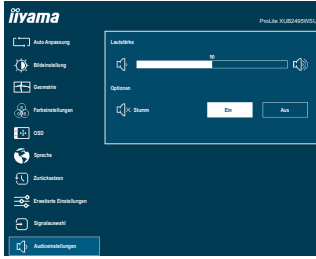 iiyama
ProLite XUB2495WSU
Auto Anpassung
Bildeinstellung
Geometrie
Farbeinstellungen
OSD
Sprache
Zurücksetzen
Erweiterte Einstellungen
Signalauswahl
Audioeinstellungen
Lautstärke
50
Optionen
Stumm
Ein
Aus